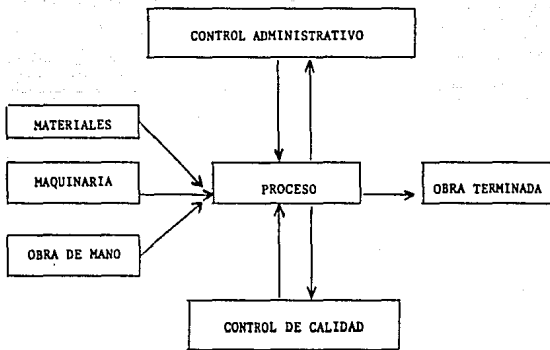 CONTROL ADMINISTRATIVO
MATERIALES
MAQUINARIA
PROCESO
OBRA TERMINADA
OBRA DE MANO
CONTROL DE CALIDAD